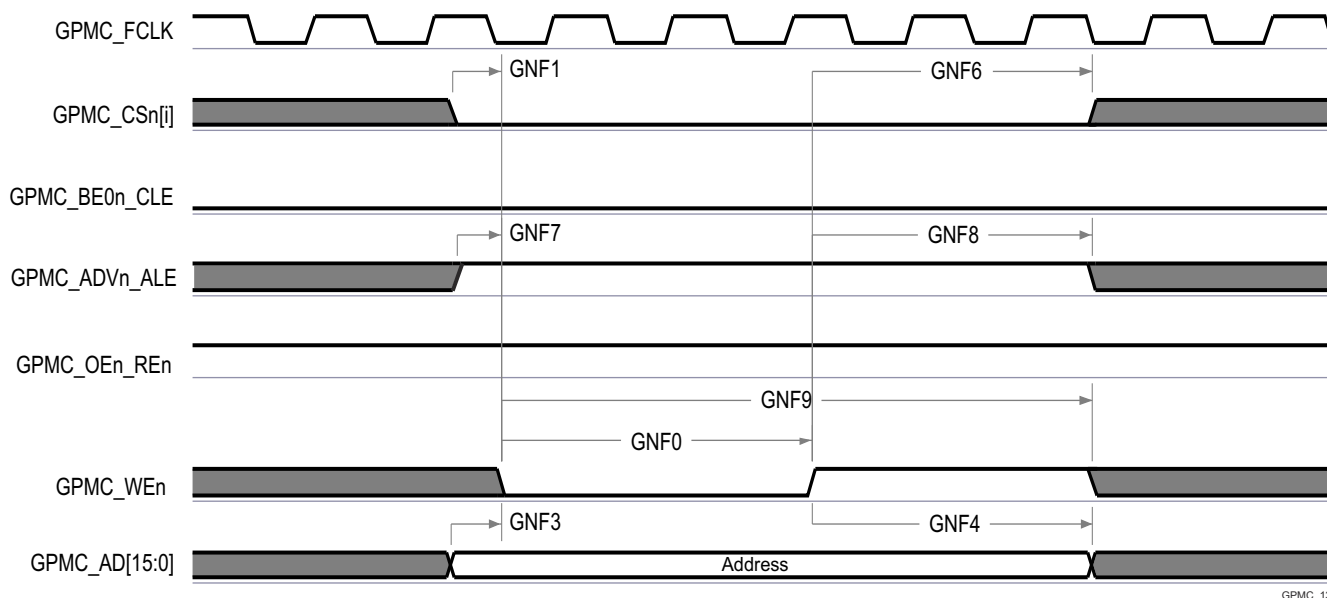 GPMC_FCLK
GNF1
GNF6
GPMC_CSn[i]
GPMC_BE0n_CLE
GNF7
GNF8
GPMC_ADVn_ALE
GPMC_OEn_REn
GNF9
GNF0
GPMC_WEn
GNF3
GNF4
GPMC_AD[15:0]
Address